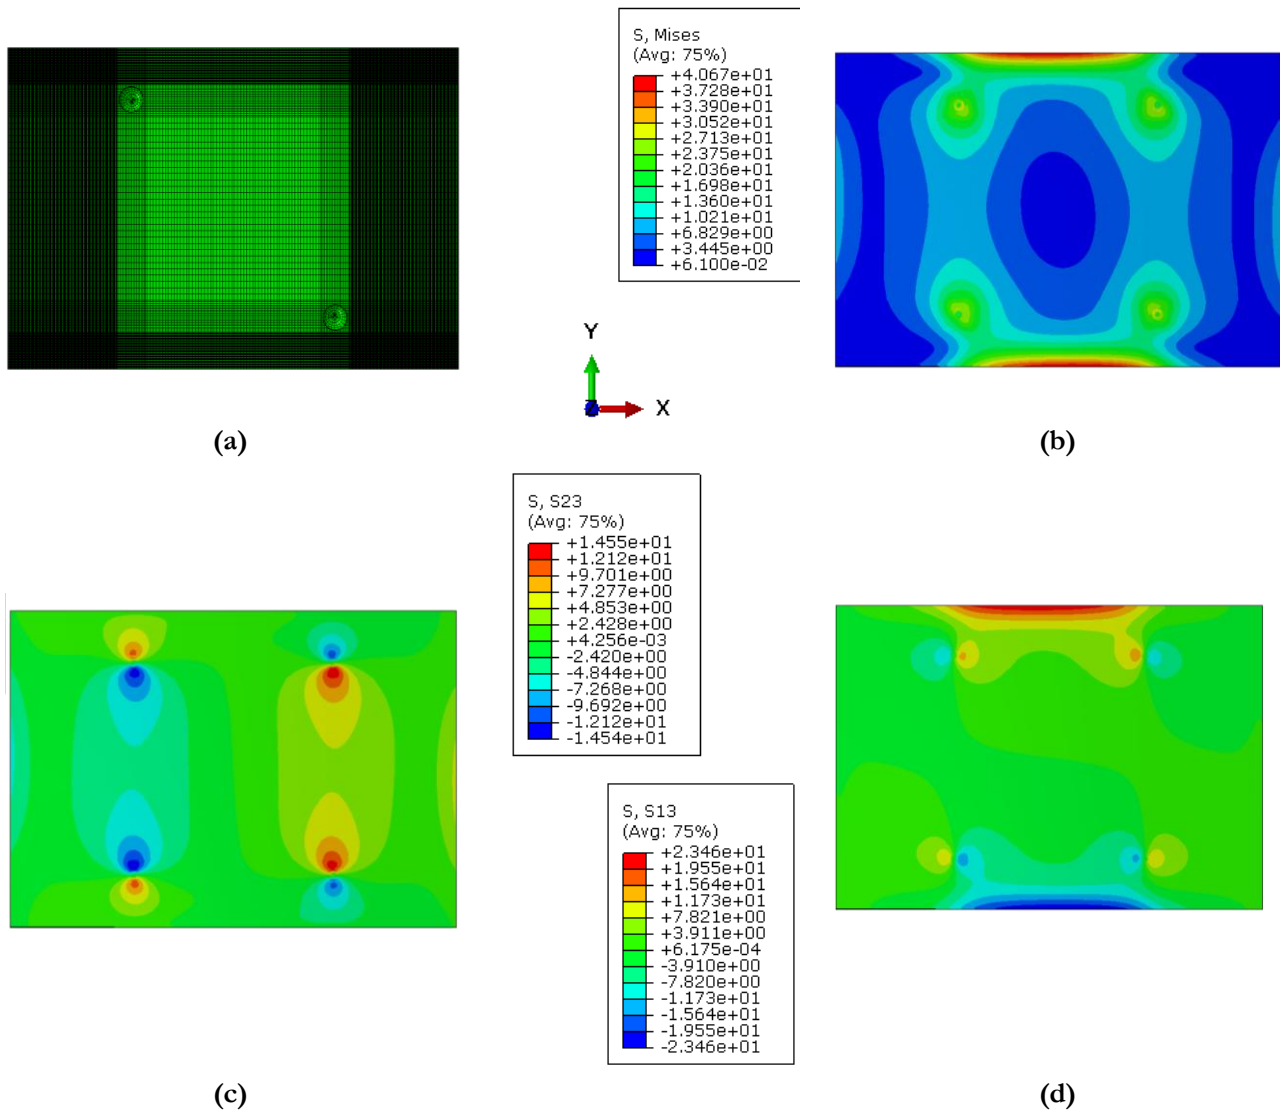 S, Mises
(Avg: 75%)
+4.067e+01
+3.728e+01
+3.390e+01
+3.052e+01
+2.713e+01
+2.375e+01
+2.036e+01
+1.698e+01
+1.360e+01
+1.021e+01
+6.829e+00
+3.445e+00
+6.100e-02
Y
X
(a)
(b)
S, S23
(Avg: 75%)
+1.455e+01
+1.212e+01
+9.701e+00
+7.277e+00
+4.853e+00
+2.428e+00
+4.256e-03
-2.420e+00
-4.844e+00
-7.268e+00
-9.692e+00
-1.212e+01
-1.454e+01
S, S13
(Avg: 75%)
+2.346e+01
+1.955e+01
+1.564e+01
+1.173e+01
+7.821e+00
+3.911e+00
+6.175e-04
-3.910e+00
-7.820e+00
-1.173e+01
-1.564e+01
-1.955e+01
-2.346e+01
(c)
(d)